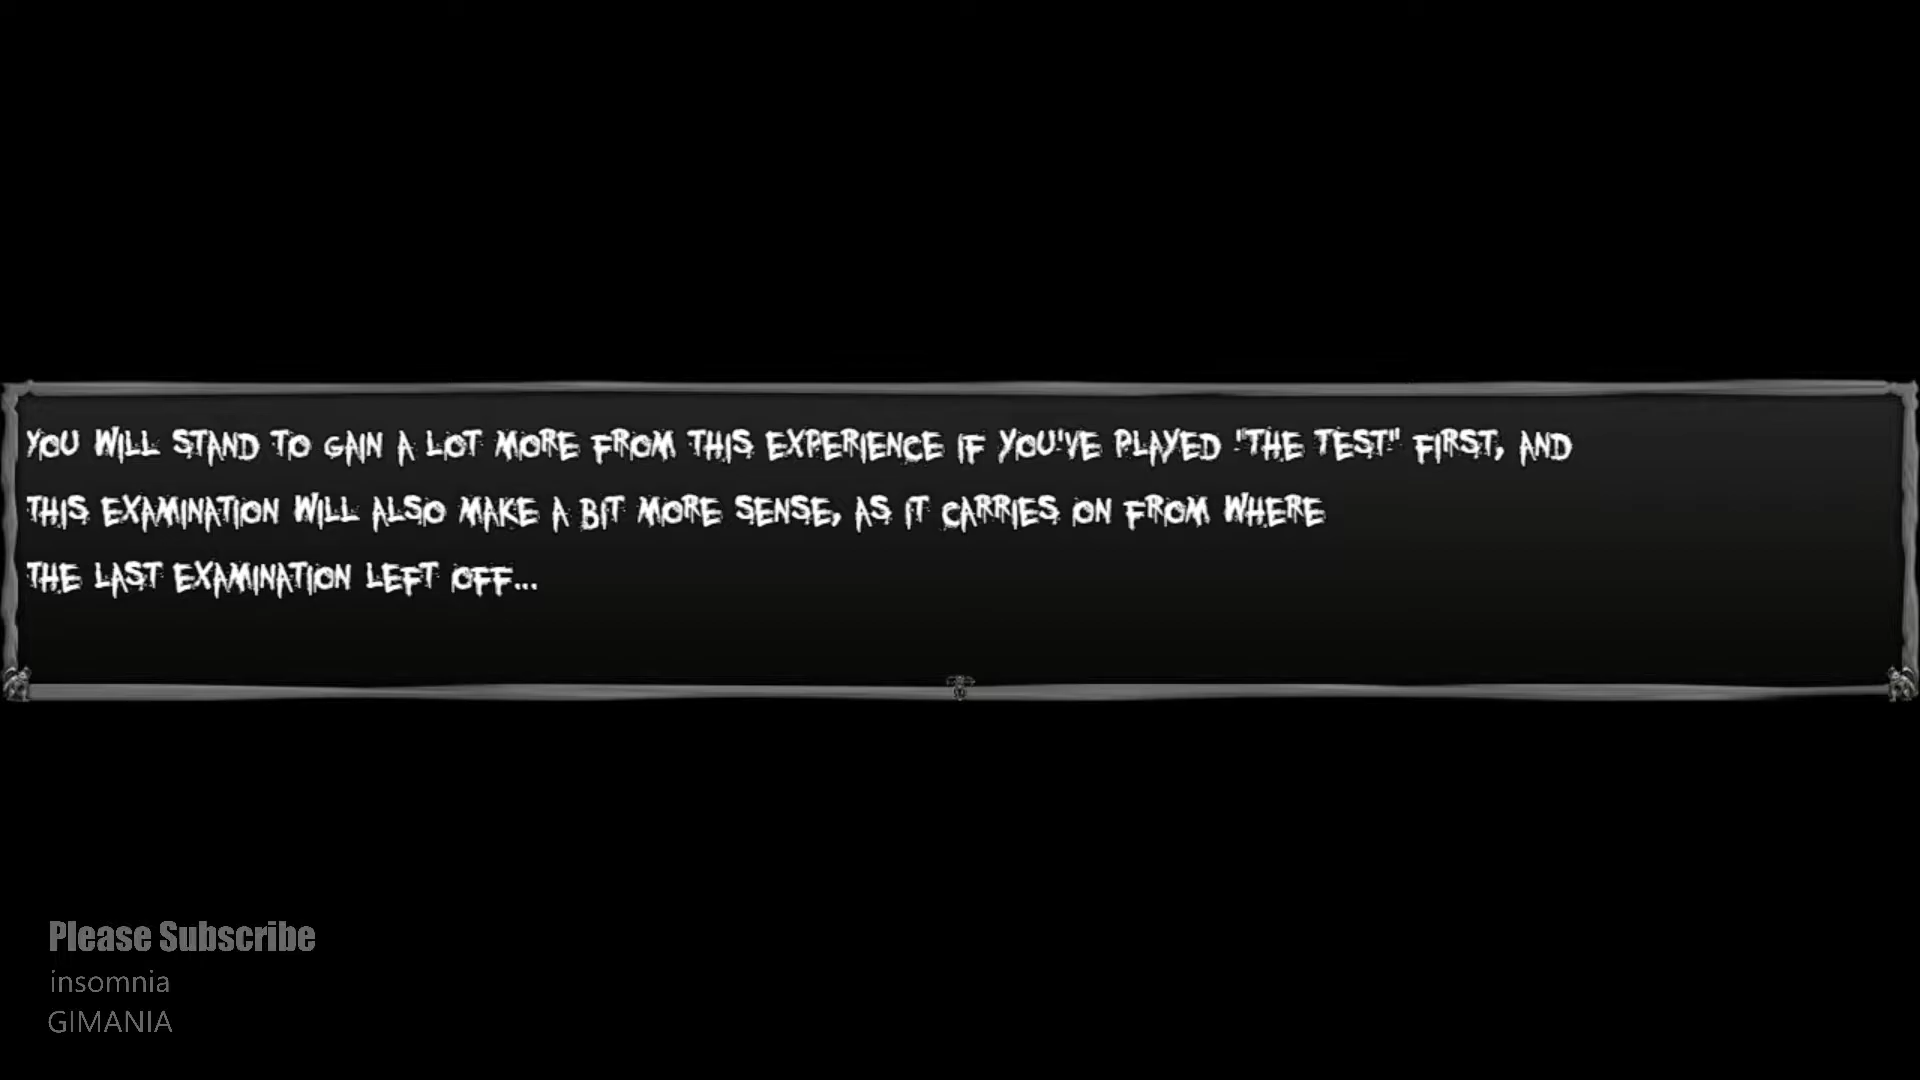 YOU WILL STAND TO GAIN A LOT MORE FROM THIS EXPERIENCE IF YOU'VE PLAYED "THE TEST" FIRST, AND
THIS EXAMINATION WILL ALSO MAKE A BIT MORE SENSE, AS IT CARRIES ON FROM WHERE
THE LAST EXAMINATION LEFT OFF...
Please Subscribe
insomnia
GIMANIA